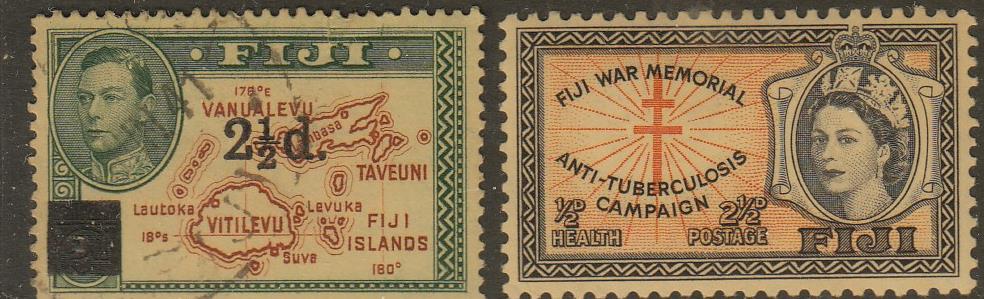 · FIJI ·
178°E
VANUALEVU
2½d.
TAVEUNI
Lautoka
Levuka
VITILEVU
FIJI
ISLANDS
18°S
Suva
180°
FIJI WAR MEMORIAL
ANTI-TUBERCULOSIS
CAMPAIGN
½D
2½D
HEALTH
POSTAGE
FIJI